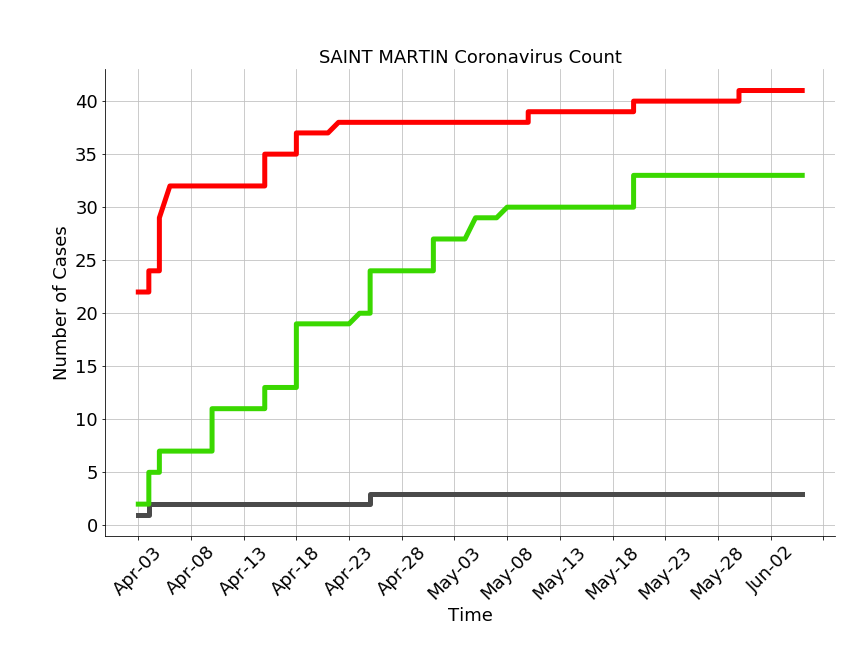 SAINT MARTIN Coronavirus Count
Number of Cases
40
35
30
25
20
15
10
5
0
Apr-03
Apr-08
Apr-13
Apr-18
Apr-23
Apr-28
May-03
May-08
May-13
May-18
May-23
May-28
Jun-02
Time